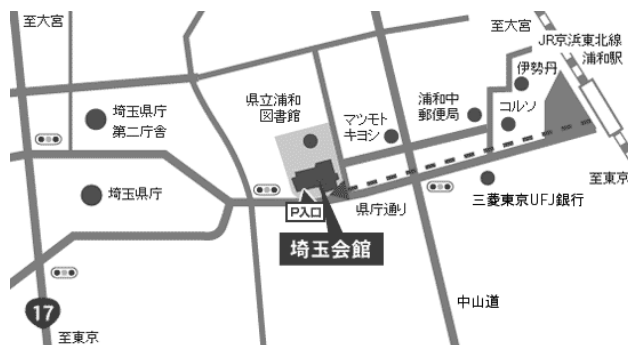 至大宮
至大宮
JR京浜東北線
浦和駅
伊勢丹
コルソ
浦和中
郵便局
マツモト
キヨシ
県立浦和
図書館
埼玉県庁
第二庁舎
埼玉県庁
至東京
三菱東京UFJ銀行
県庁通り
P入口
埼玉会館
中山道
17
至東京